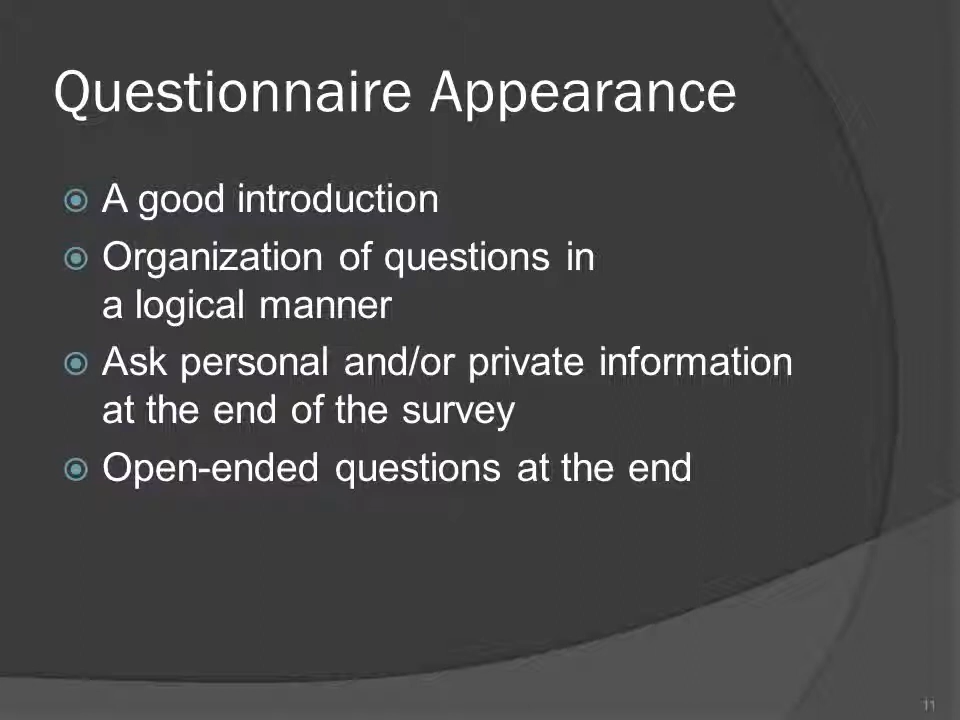 Questionnaire Appearance
A good introduction
Organization of questions in
a logical manner
Ask personal and/or private information
at the end of the survey
Open-ended questions at the end
11